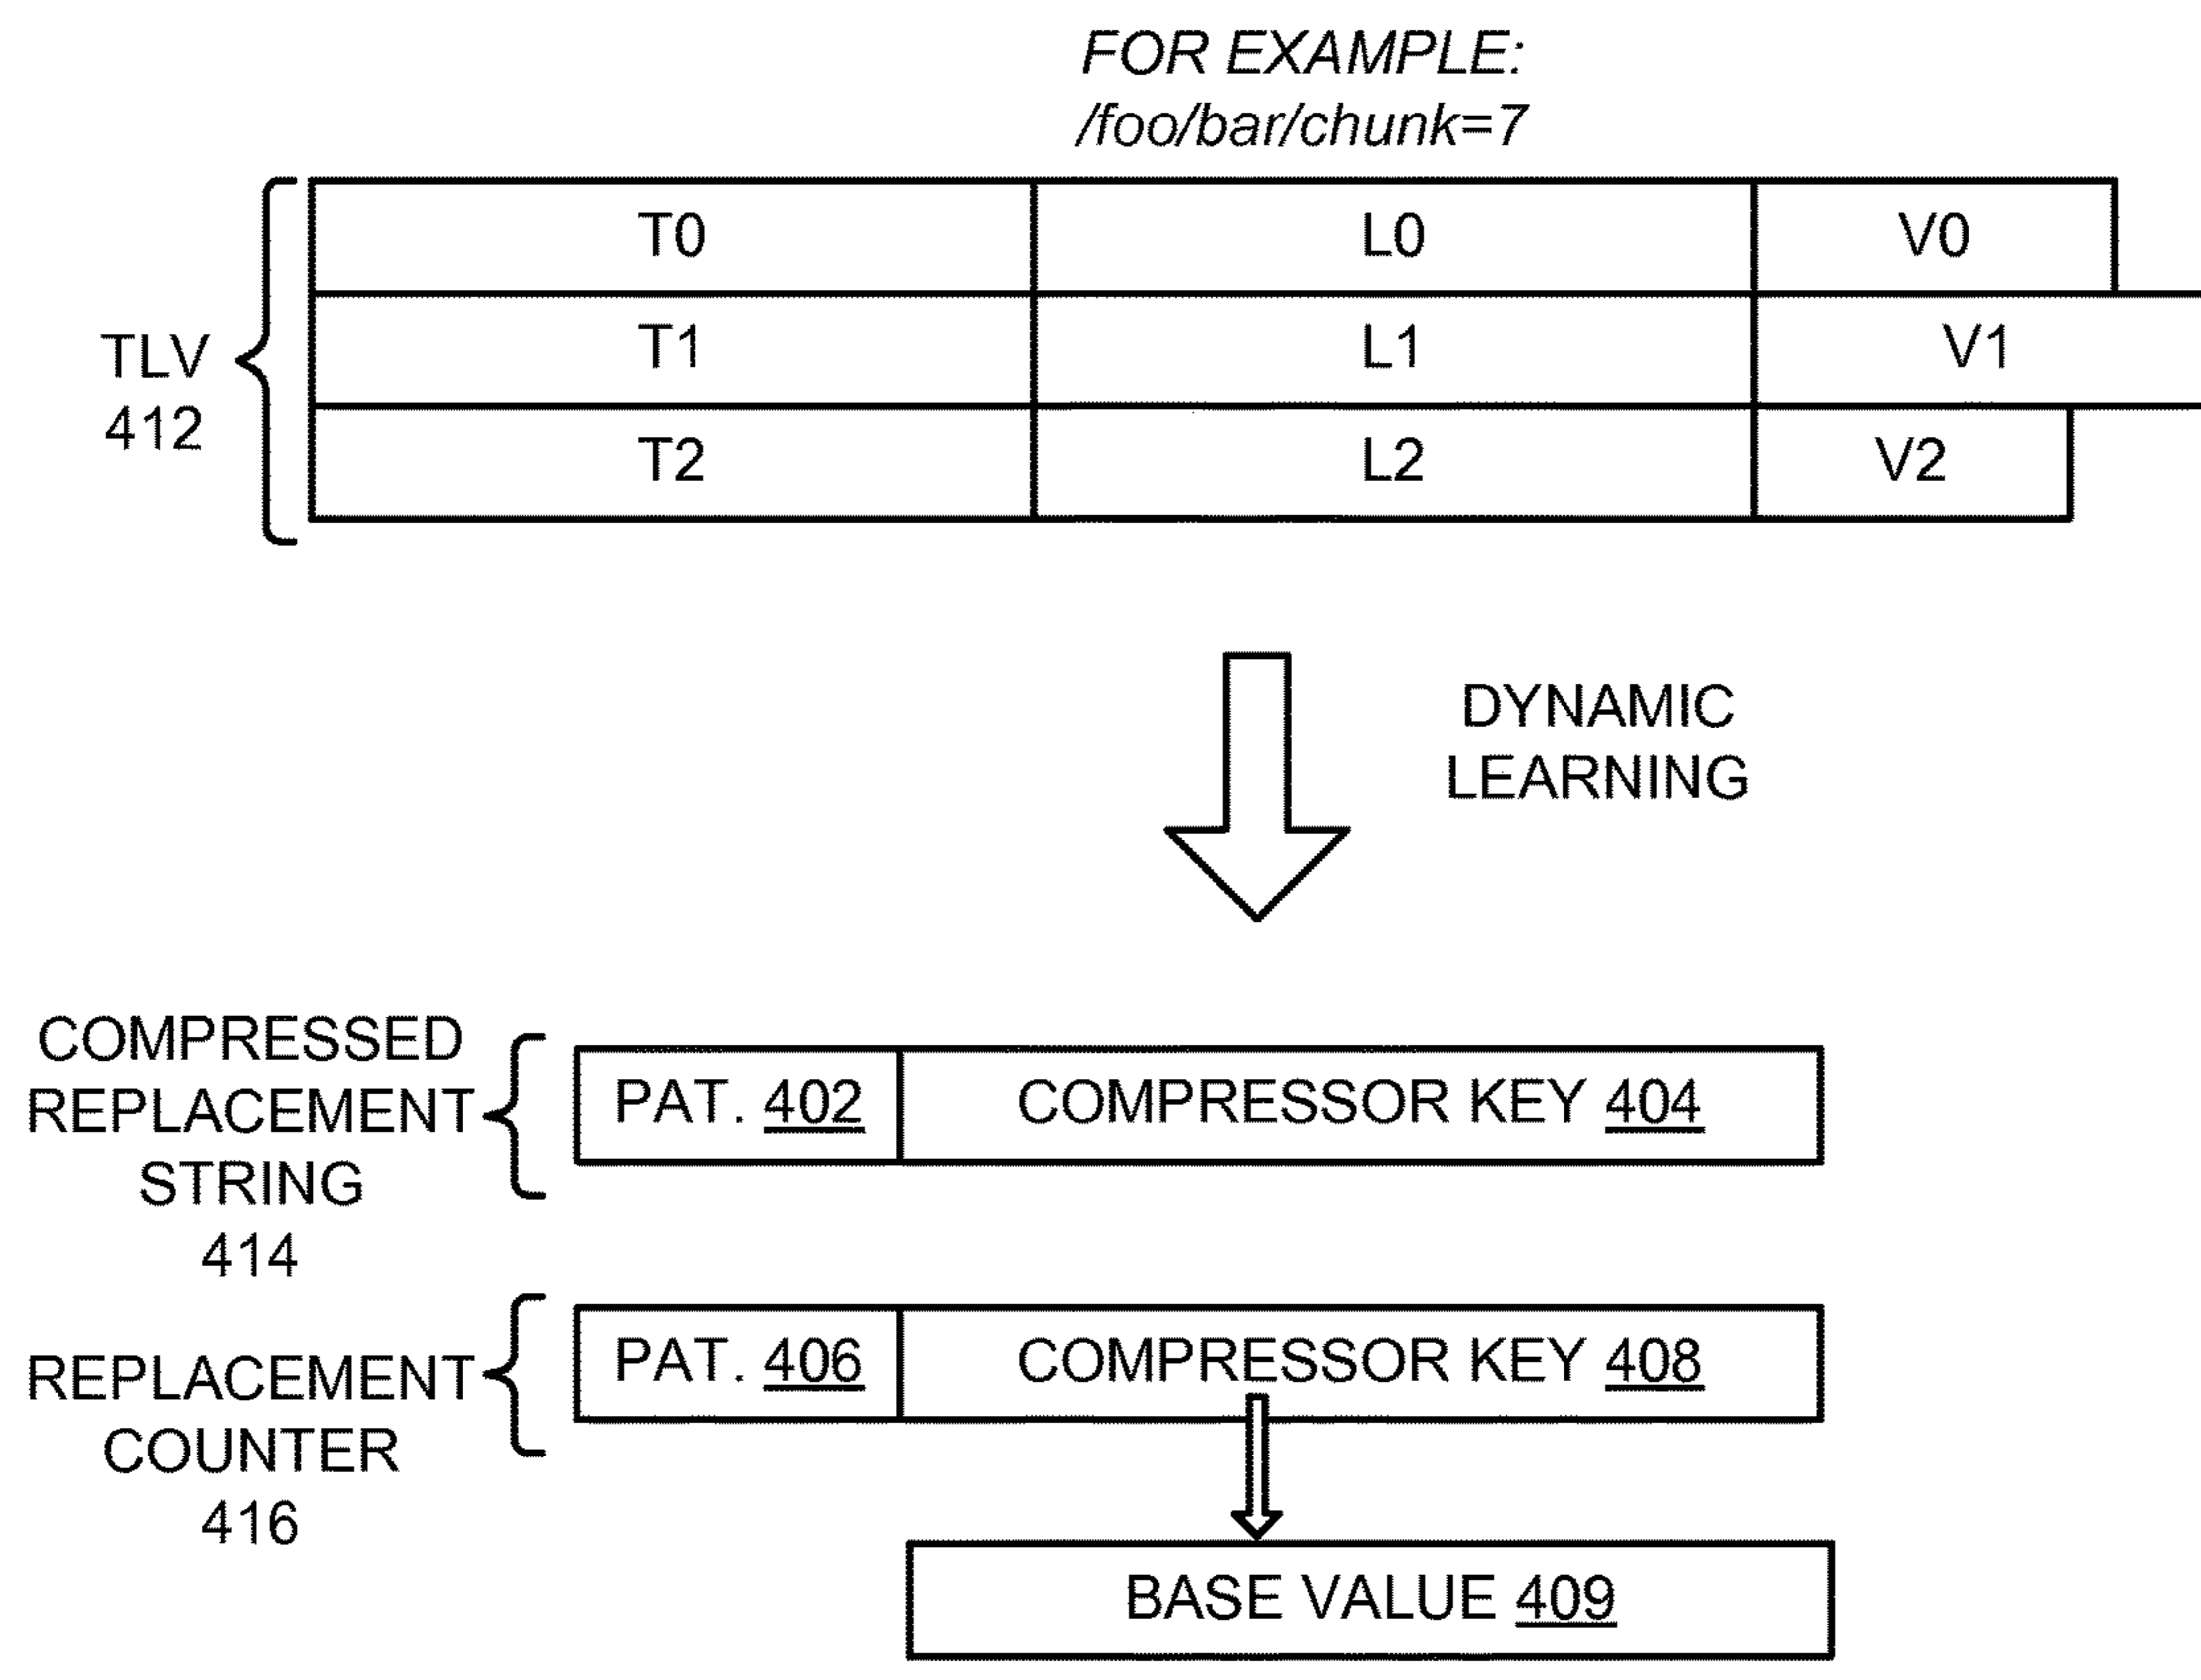 FOR EXAMPLE:
/foo/bar/chunk=7
T0 L0 V0
TLV
412
T1 L1 V1
T2 L2 V2
DYNAMIC
LEARNING
COMPRESSED
REPLACEMENT
STRING
414
PAT. 402 COMPRESSOR KEY 404
REPLACEMENT
COUNTER
416
PAT. 406 COMPRESSOR KEY 408
BASE VALUE 409